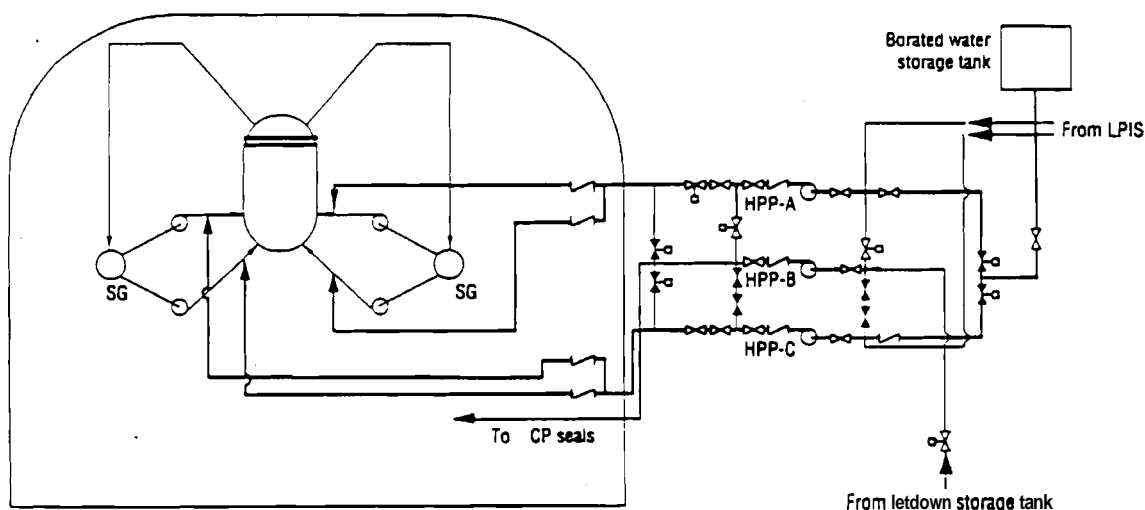 Borated water
storage tank
From LPIS
HPP-A
HPP-B
SG
SG
HPP-C
To CP seals
From letdown storage tank